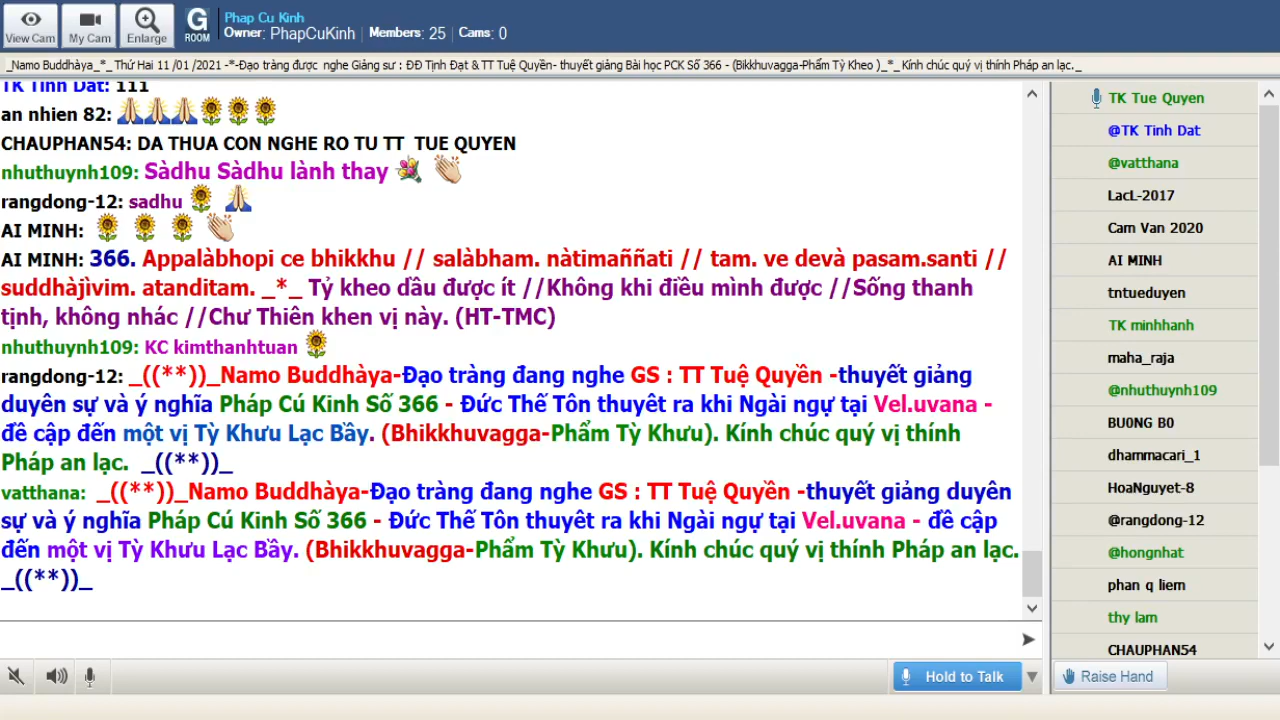 View Cam
My Cam
Enlarge
G
ROOM
Phap Cu Kinh
Owner: PhapCuKinh | Members: 25 | Cams: 0
_Namo Buddhàya_*_ Thứ Hai 11 /01 /2021 -*-Đạo tràng được nghe Giảng sư : ĐĐ Tịnh Đạt & TT Tuệ Quyền- thuyết giảng Bài học PCK Số 366 - (Bikkhuvagga-Phẩm Tỳ Kheo )_*_ Kính chúc quý vị thính Pháp an lạc._
TK Tinh Dat: 111
an nhien 82:
CHAUPHAN54: DA THUA CON NGHE RO TU TT TUE QUYEN
nhuthuynh109: Sàdhu Sàdhu lành thay
rangdong-12: sadhu
AI MINH:
AI MINH: 366. Appalàbhopi ce bhikkhu // salàbham. nàtimaññati // tam. ve devà pasam.santi //
suddhàjìvim. atanditam. _*_ Tỷ kheo dầu được ít //Không khi điều mình được //Sống thanh
tịnh, không nhác //Chư Thiên khen vị này. (HT-TMC)
nhuthuynh109: KC kimthanhtuan
rangdong-12: _((**))_Namo Buddhàya-Đạo tràng đang nghe GS : TT Tuệ Quyền -thuyết giảng
duyên sự và ý nghĩa Pháp Cú Kinh Số 366 - Đức Thế Tôn thuyêt ra khi Ngài ngự tại Vel.uvana -
đề cập đến một vị Tỳ Khưu Lạc Bầy. (Bhikkhuvagga-Phẩm Tỳ Khưu). Kính chúc quý vị thính
Pháp an lạc. _((**))_
vatthana: _((**))_Namo Buddhàya-Đạo tràng đang nghe GS : TT Tuệ Quyền -thuyết giảng duyên
sự và ý nghĩa Pháp Cú Kinh Số 366 - Đức Thế Tôn thuyêt ra khi Ngài ngự tại Vel.uvana - đề cập
đến một vị Tỳ Khưu Lạc Bầy. (Bhikkhuvagga-Phẩm Tỳ Khưu). Kính chúc quý vị thính Pháp an lạc.
_((**))_
TK Tue Quyen
@TK Tinh Dat
@vatthana
LacL-2017
Cam Van 2020
AI MINH
tntueduyen
TK minhhanh
maha_raja
@nhuthuynh109
BU0NG B0
dhammacari_1
HoaNguyet-8
@rangdong-12
@hongnhat
phan q liem
thy lam
CHAUPHAN54
Hold to Talk
Raise Hand